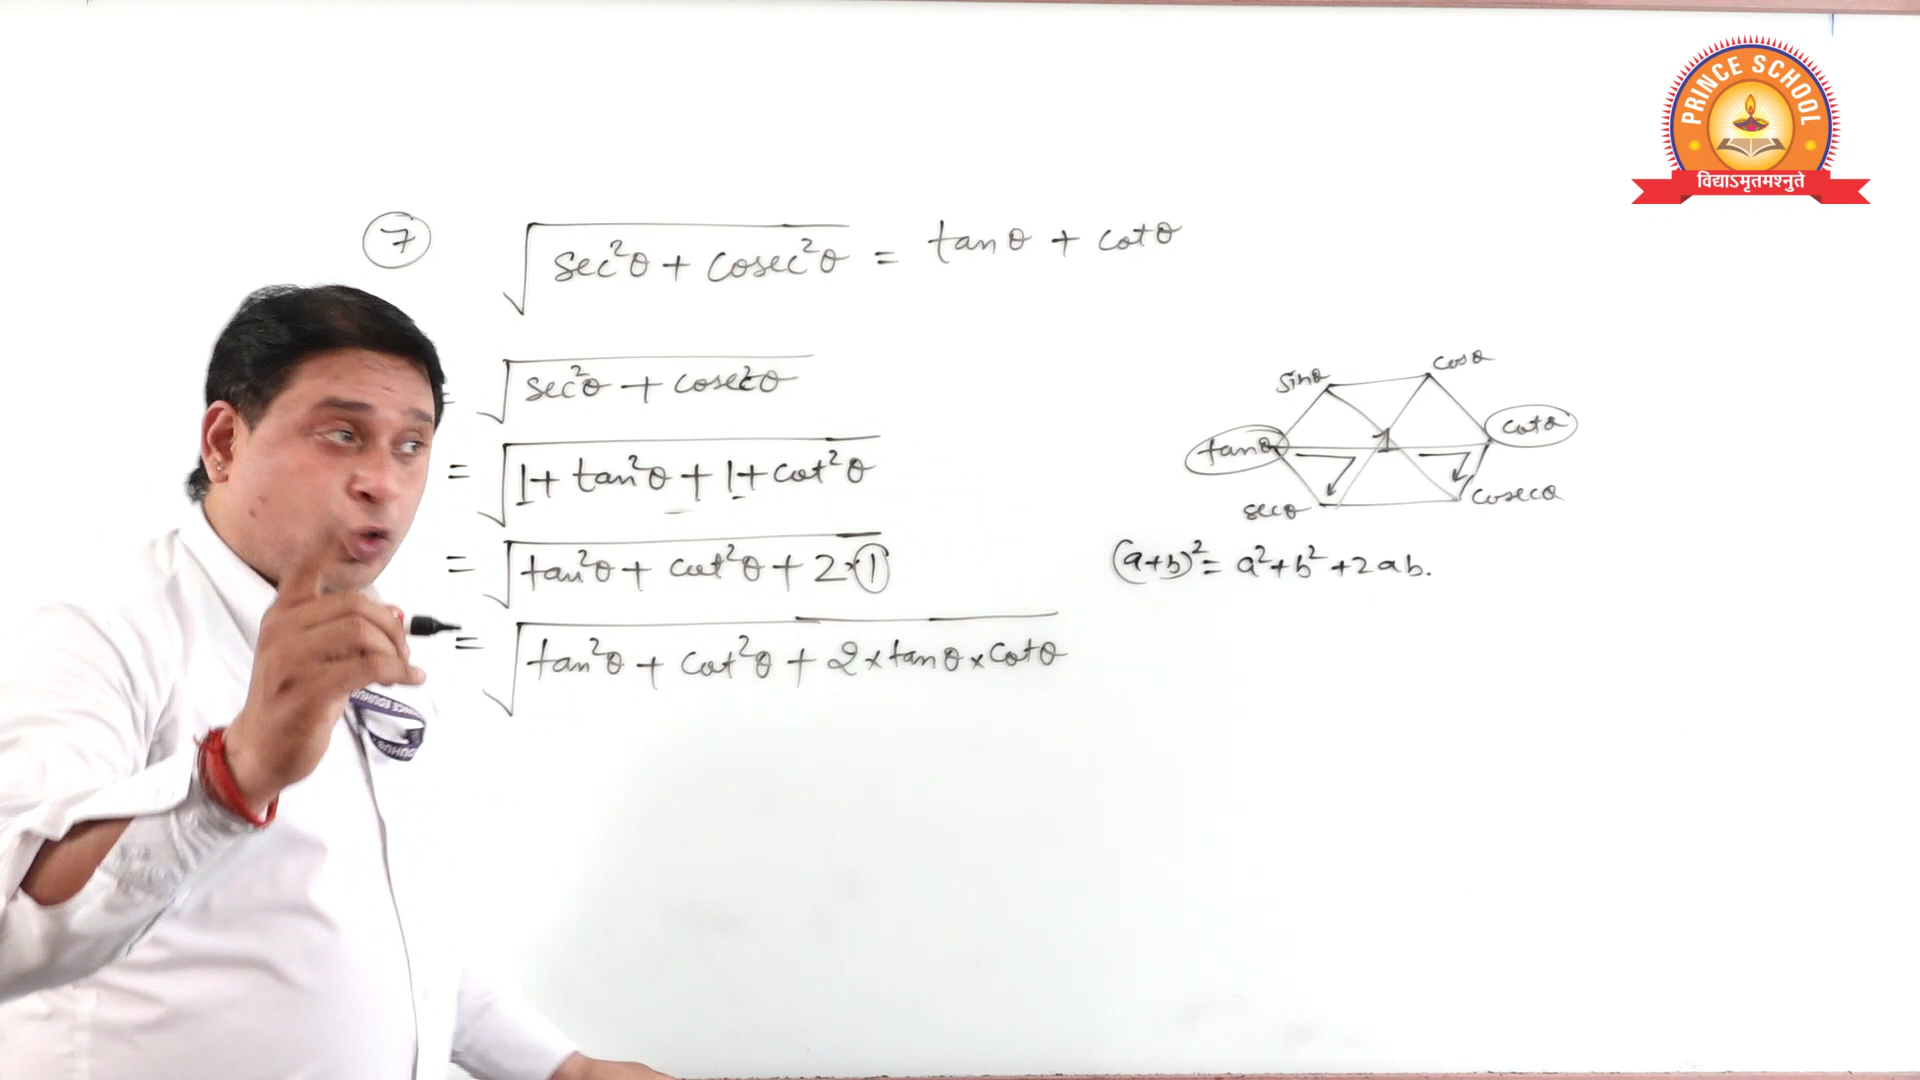 PRINCE SCHOOL
विद्याऽमृतमश्नुते
7
√(sec²θ + cosec²θ) = tanθ + cotθ
= √(sec²θ + cosec²θ)
= √(1 + tan²θ + 1 + cot²θ)
= √(tan²θ + cot²θ + 2×1)
= √(tan²θ + cot²θ + 2×tanθ×cotθ)
sinθ cosθ
tanθ 1 cotθ
secθ cosecθ
(a+b)² = a²+b²+2ab.